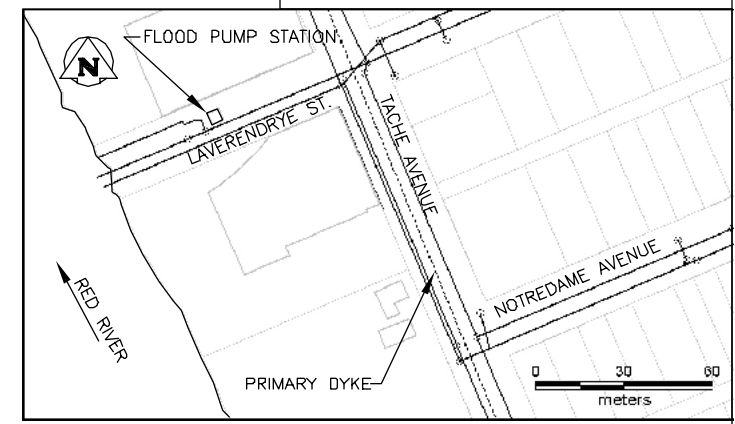 FLOOD PUMP STATION
N
LAVERENDRYE ST.
TACHE AVENUE
NOTREDAME AVENUE
RED RIVER
PRIMARY DYKE
0 30 60
meters